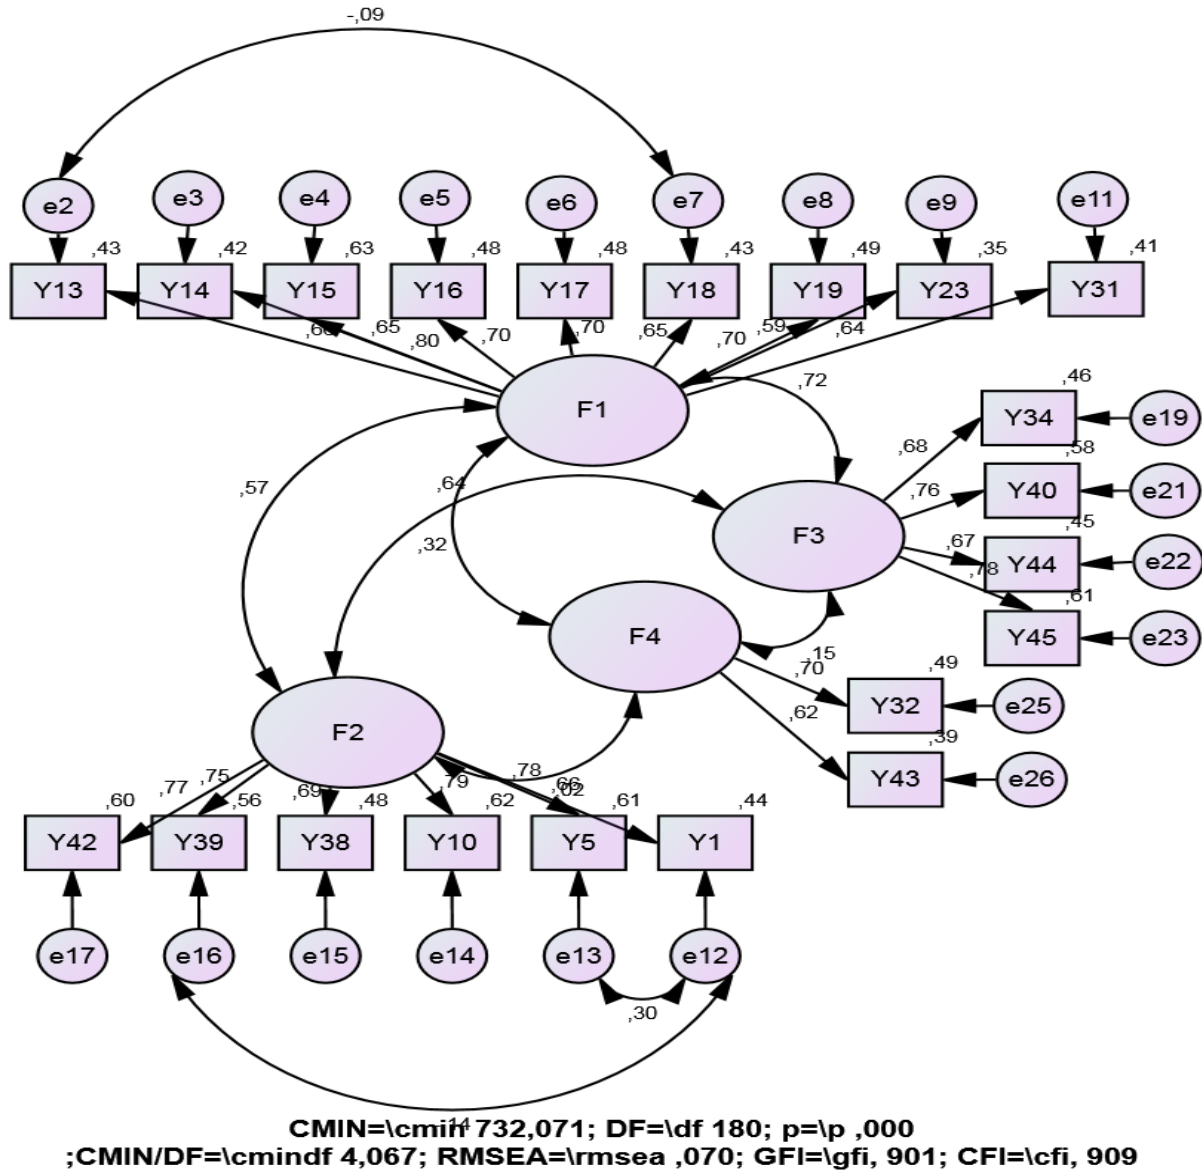 -,09
e2 e3 e4 e5 e6 e7 e8 e9 e11
,43 ,42 ,63 ,48 ,48 ,43 ,49 ,35 ,41
Y13 Y14 Y15 Y16 Y17 Y18 Y19 Y23 Y31
,65 ,80 ,70 ,70 ,65 ,70 ,59 ,64
F1
,72
,46
Y34 e19
,68
,58
,76
Y40 e21
,57
,64
,45
F3
,32
,67
Y44 e22
,78
,61
F4
Y45 e23
,15
,70
,49
Y32 e25
,62
,39
F2
Y43 e26
,77 ,75 ,69 ,79 ,78 ,66 ,02
,60 ,56 ,48 ,62 ,61 ,44
Y42 Y39 Y38 Y10 Y5 Y1
e17 e16 e15 e14 e13 e12
,30
CMIN=\cmin 732,071; DF=\df 180; p=\p ,000
;CMIN/DF=\cmindf 4,067; RMSEA=\rmsea ,070; GFI=\gfi, 901; CFI=\cfi, 909